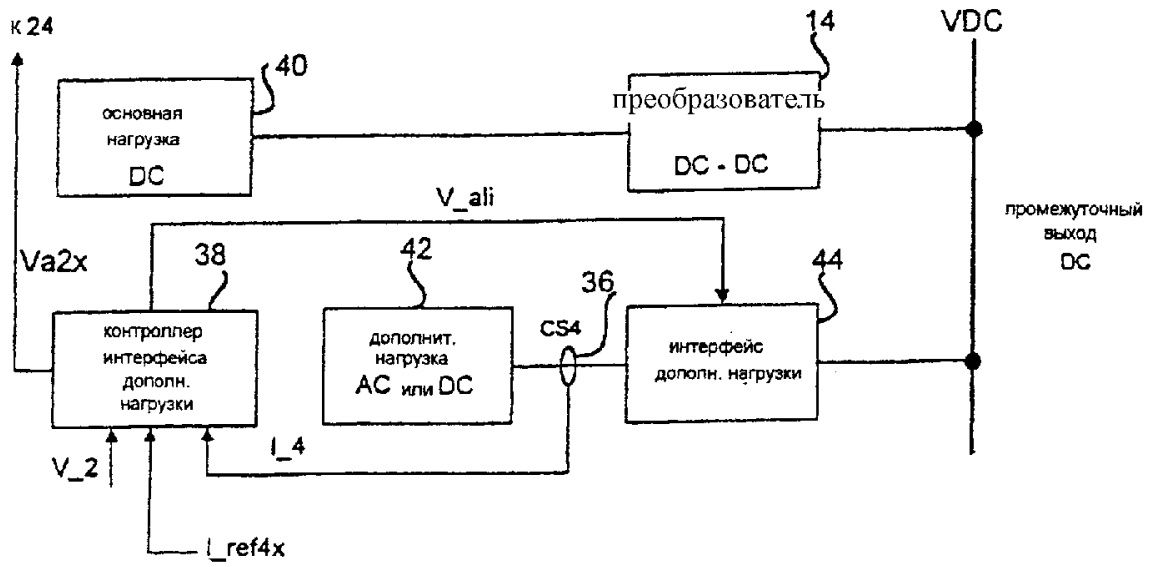 к 24
14
VDC
40
основная
нагрузка
DC
преобразователь
DC - DC
V_ali
промежуточный
выход
DC
Va2x
38
42
36
44
контроллер
интерфейса
дополн.
нагрузки
дополнит.
нагрузка
AC или DC
CS4
интерфейс
дополн. нагрузки
V_2
I_4
I_ref4x